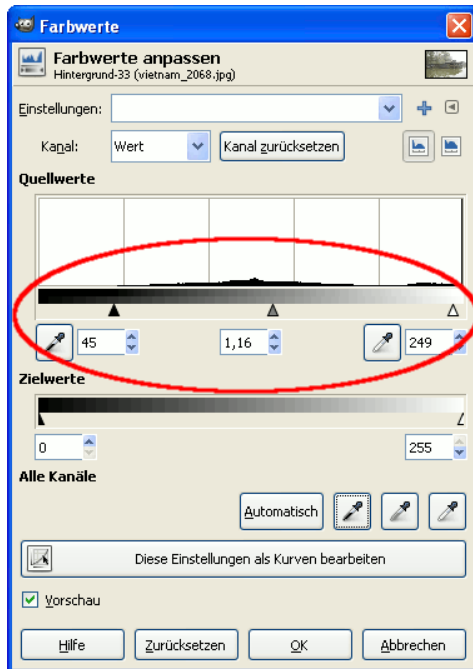 Farbwerte
Farbwerte anpassen
Hintergrund-33 (vietnam_2068.jpg)
Einstellungen:
Kanal: Wert Kanal zurücksetzen
Quellwerte
45 1,16 249
Zielwerte
0 255
Alle Kanäle
Automatisch
Diese Einstellungen als Kurven bearbeiten
Vorschau
Hilfe Zurücksetzen OK Abbrechen